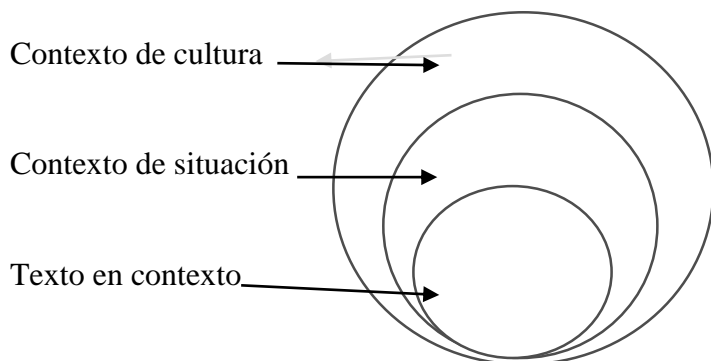 Contexto de cultura
Contexto de situación
Texto en contexto